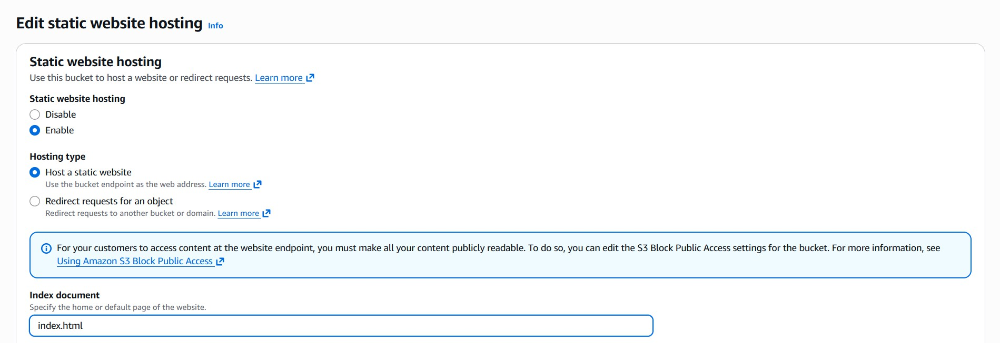 Edit static website hosting Info
Static website hosting
Use this bucket to host a website or redirect requests. Learn more
Static website hosting
Disable
Enable
Hosting type
Host a static website
Use the bucket endpoint as the web address. Learn more
Redirect requests for an object
Redirect requests to another bucket or domain. Learn more
For your customers to access content at the website endpoint, you must make all your content publicly readable. To do so, you can edit the S3 Block Public Access settings for the bucket. For more information, see
Using Amazon S3 Block Public Access
Index document
Specify the home or default page of the website.
index.html